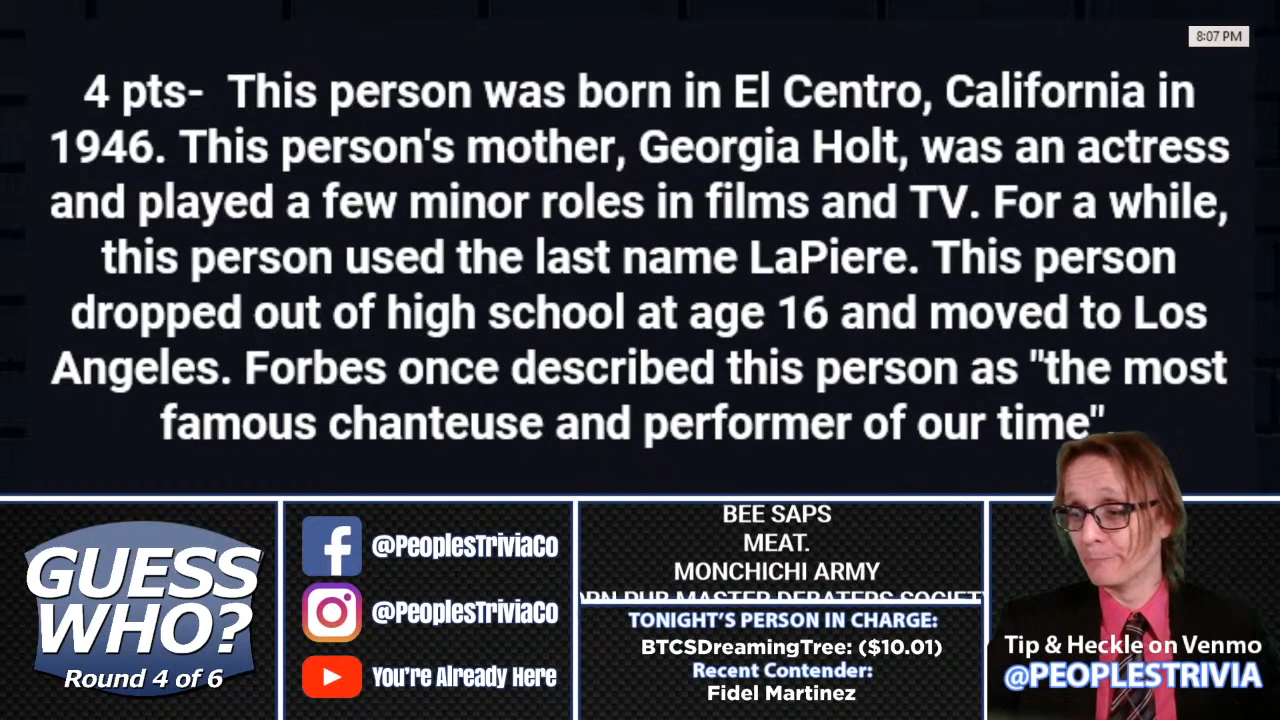 8:07 PM
4 pts- This person was born in El Centro, California in
1946. This person's mother, Georgia Holt, was an actress
and played a few minor roles in films and TV. For a while,
this person used the last name LaPiere. This person
dropped out of high school at age 16 and moved to Los
Angeles. Forbes once described this person as "the most
famous chanteuse and performer of our time"
GUESS
WHO?
Round 4 of 6
@PeoplesTriviaCo
@PeoplesTriviaCo
You're Already Here
BEE SAPS
MEAT.
MONCHICHI ARMY
MASTER DEBATERS
TONIGHT'S PERSON IN CHARGE:
BTCSDreamingTree: ($10.01)
Recent Contender:
Fidel Martinez
Tip & Heckle on Venmo
@PEOPLESTRIVIA